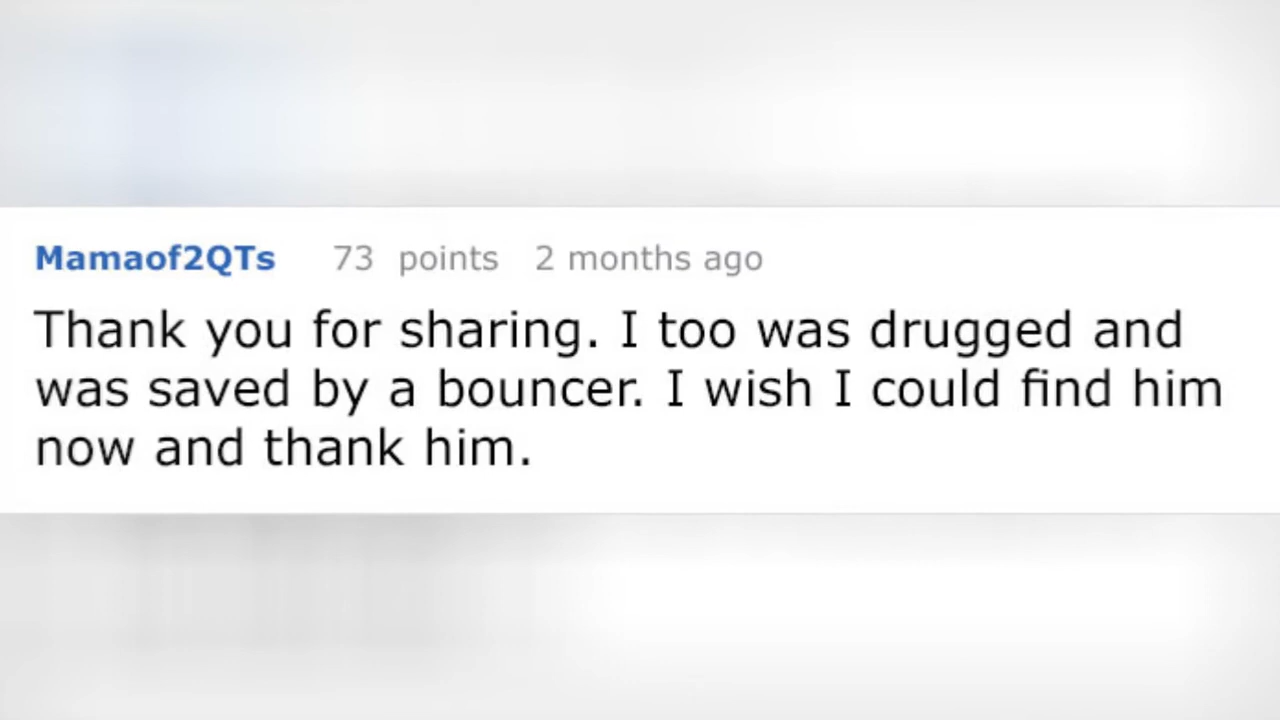 Mamaof2QTs 73 points 2 months ago
Thank you for sharing. I too was drugged and
was saved by a bouncer. I wish I could find him
now and thank him.